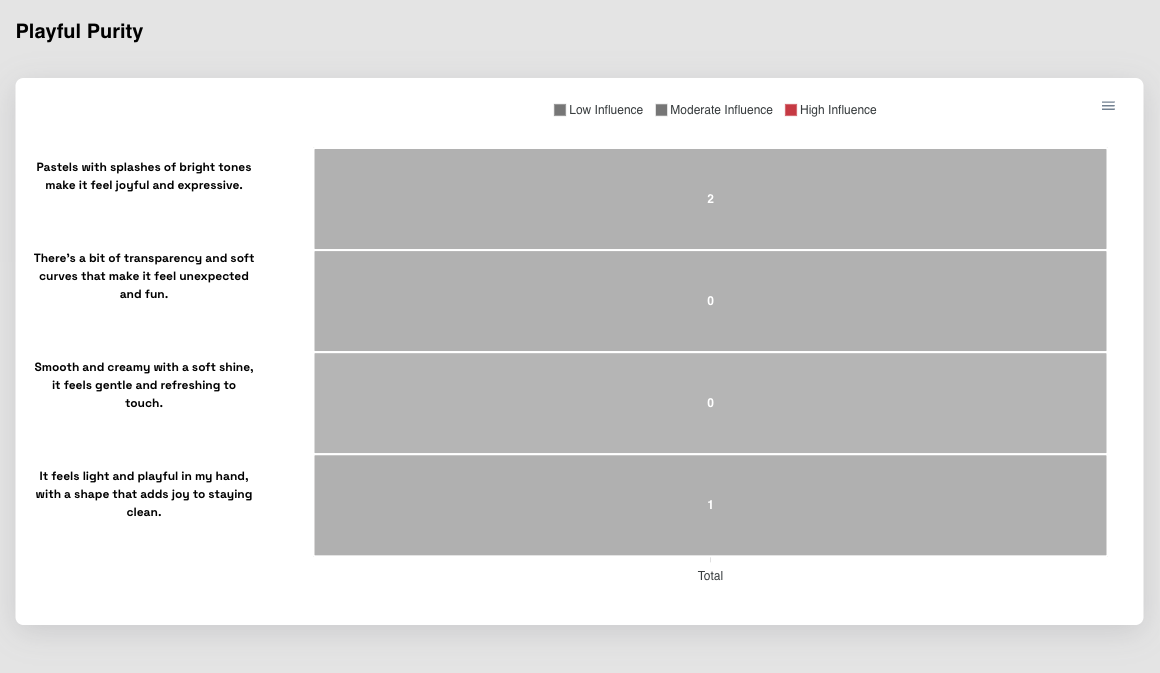 Playful Purity
Low Influence
Moderate Influence
High Influence
Pastels with splashes of bright tones
make it feel joyful and expressive.
2
There's a bit of transparency and soft
curves that make it feel unexpected
and fun.
0
Smooth and creamy with a soft shine,
it feels gentle and refreshing to
touch.
0
It feels light and playful in my hand,
with a shape that adds joy to staying
clean.
1
Total